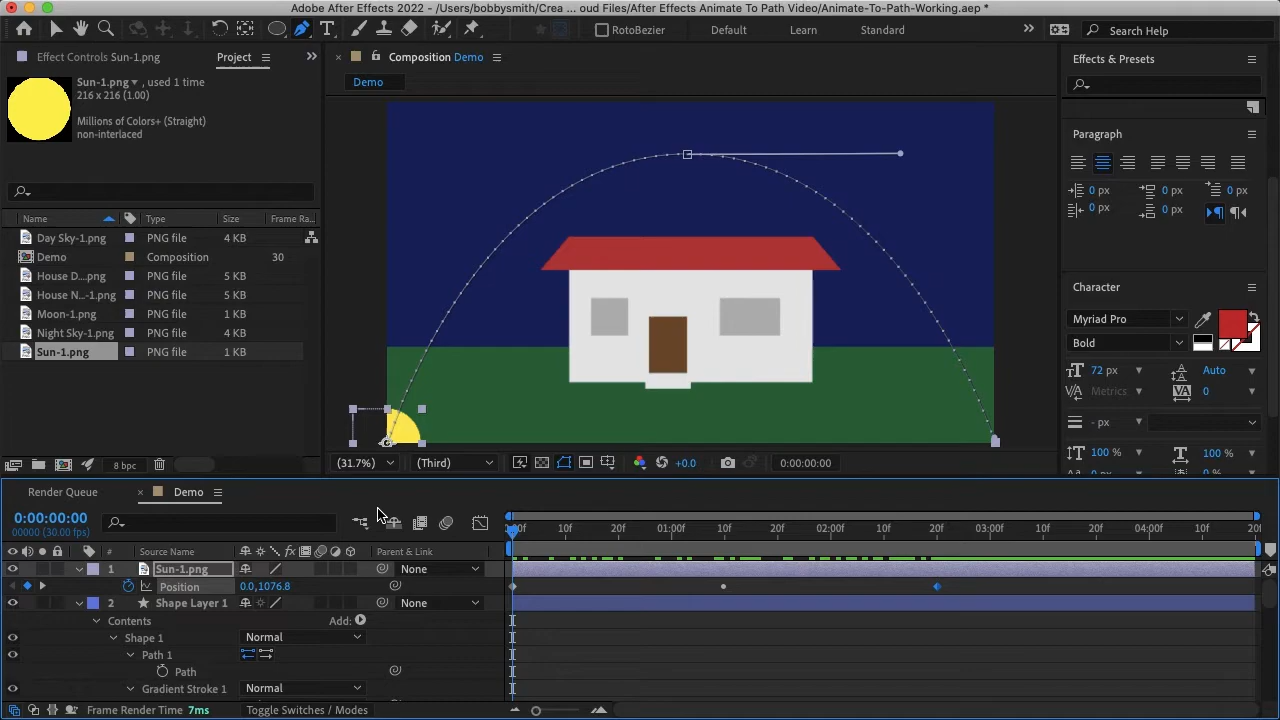 Adobe After Effects 2022 - /Users/bobbysmith/Crea ... oud Files/After Effects Animate To Path Video/Animate-To-Path-Working.aep *
RotoBezier
Default
Learn
Standard
Search Help
Effect Controls Sun-1.png
Project
Composition Demo
Effects & Presets
Demo
Sun-1.png , used 1 time
216 x 216 (1.00)
Millions of Colors+ (Straight)
non-interlaced
Paragraph
0 px
0 px
0 px
0 px
0 px
Name
Type
Size
Frame Ra...
Day Sky-1.png
PNG file
4 KB
Demo
Composition
30
House D....png
PNG file
5 KB
House N...-1.png
PNG file
5 KB
Moon-1.png
PNG file
1 KB
Night Sky-1.png
PNG file
6 KB
Sun-1.png
PNG file
1 KB
Character
Myriad Pro
Bold
72 px
Auto
Metrics
0
- px
100 %
100 %
8 bpc
(31.7%)
(Third)
+0.0
0:00:00:00
Render Queue
Demo
0:00:00:00
00000 (30.00 fps)
10f
20f
01:00f
10f
20f
02:00f
10f
20f
03:00f
10f
20f
04:00f
10f
#
Source Name
fx
Parent & Link
1
Sun-1.png
None
Position
0.0,1076.8
2
Shape Layer 1
None
Contents
Add:
Shape 1
Normal
Path 1
Path
Gradient Stroke 1
Normal
Frame Render Time 7ms
Toggle Switches / Modes